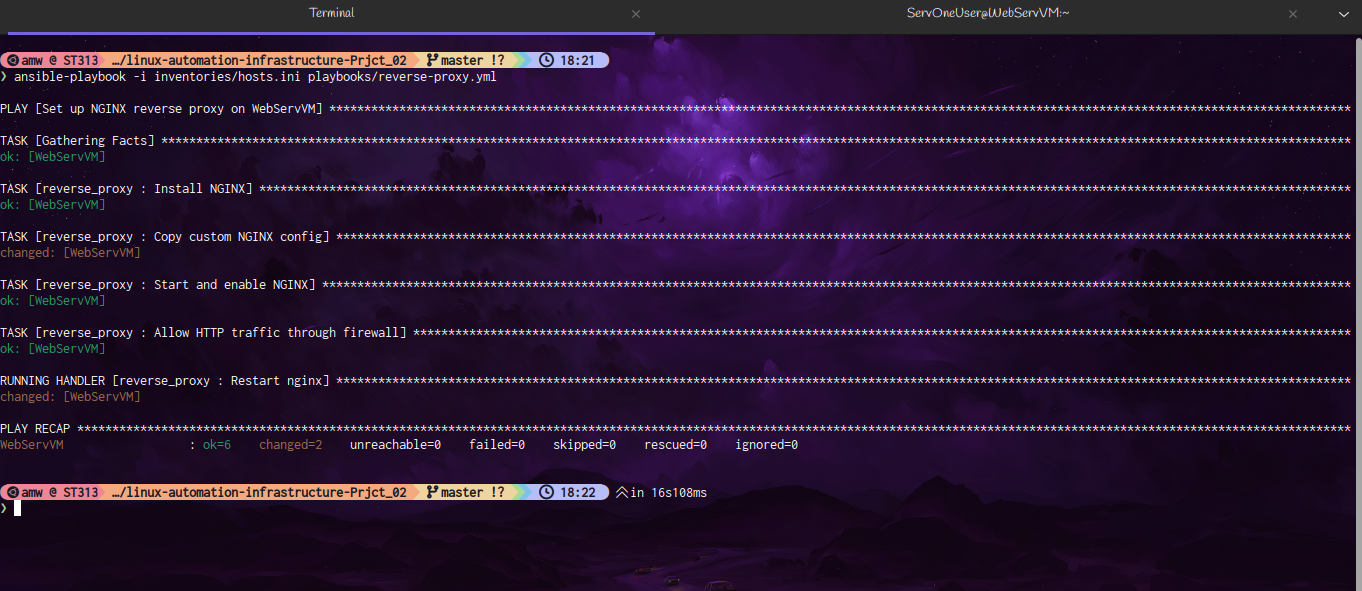 Terminal × ServOneUser@WebServVM:~ ×
amw @ ST313 …/linux-automation-infrastructure-Prjct_02 master !? 18:21
❯ ansible-playbook -i inventories/hosts.ini playbooks/reverse-proxy.yml
PLAY [Set up NGINX reverse proxy on WebServVM] **************************************************************************************************************************************************
TASK [Gathering Facts] **************************************************************************************************************************************************************************
ok: [WebServVM]
TASK [reverse_proxy : Install NGINX] ************************************************************************************************************************************************************
ok: [WebServVM]
TASK [reverse_proxy : Copy custom NGINX config] *************************************************************************************************************************************************
changed: [WebServVM]
TASK [reverse_proxy : Start and enable NGINX] ***************************************************************************************************************************************************
ok: [WebServVM]
TASK [reverse_proxy : Allow HTTP traffic through firewall] **************************************************************************************************************************************
ok: [WebServVM]
RUNNING HANDLER [reverse_proxy : Restart nginx] *************************************************************************************************************************************************
changed: [WebServVM]
PLAY RECAP **************************************************************************************************************************************************************************************
WebServVM                  : ok=6    changed=2    unreachable=0    failed=0    skipped=0    rescued=0    ignored=0
amw @ ST313 …/linux-automation-infrastructure-Prjct_02 master !? 18:22 in 16s108ms
❯